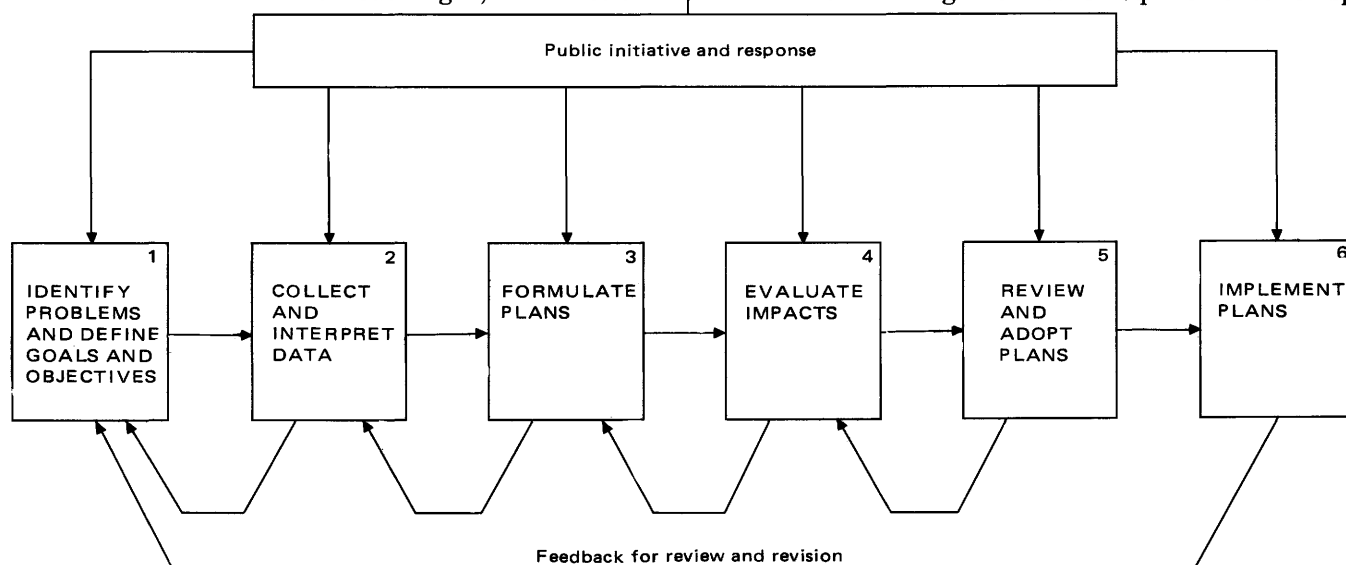 Public initiative and response
1
IDENTIFY
PROBLEMS
AND DEFINE
GOALS AND
OBJECTIVES
2
COLLECT
AND
INTERPRET
DATA
3
FORMULATE
PLANS
4
EVALUATE
IMPACTS
5
REVIEW
AND
ADOPT
PLANS
6
IMPLEMENT
PLANS
Feedback for review and revision